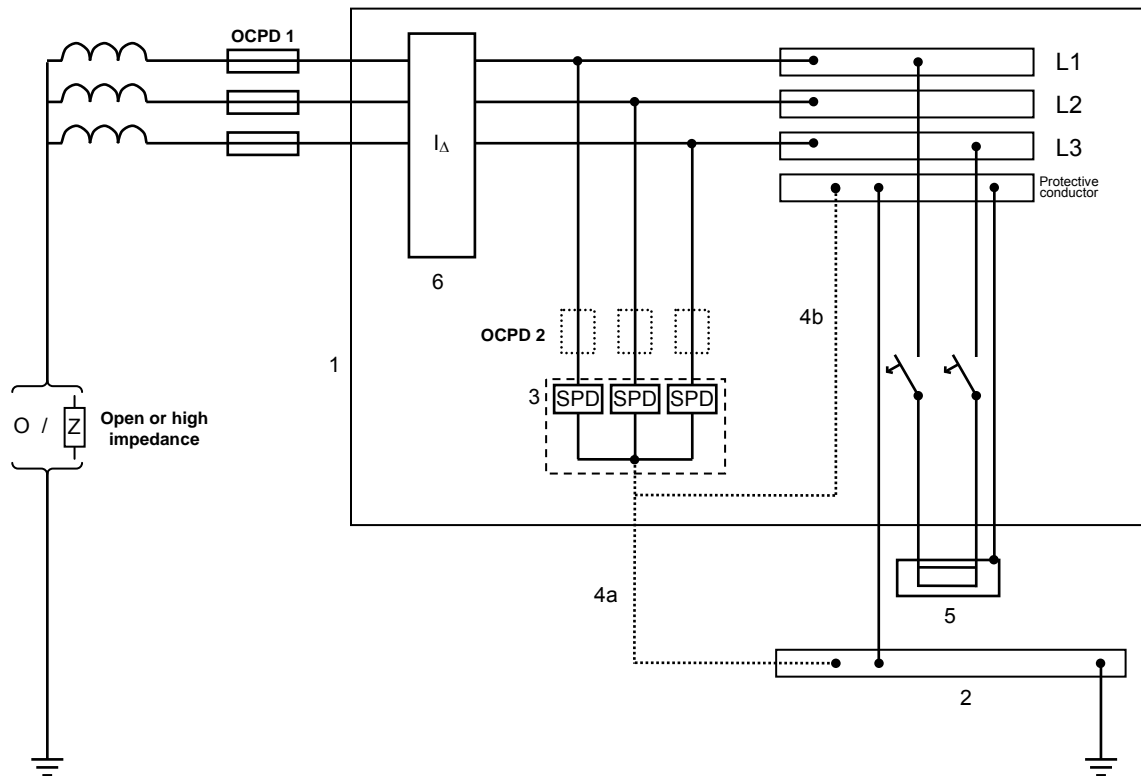 OCPD 1
L1
L2
L3
I∆
Protective
conductor
6
4b
OCPD 2
1
3
SPD SPD SPD
O / Z
Open or high
impedance
4a
5
2